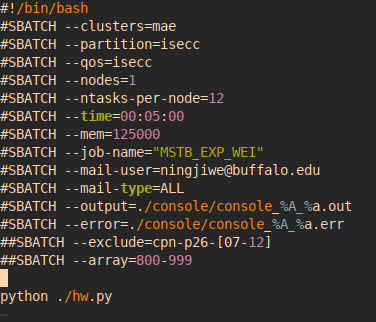 #!/bin/bash
#SBATCH --clusters=mae
#SBATCH --partition=isecc
#SBATCH --qos=isecc
#SBATCH --nodes=1
#SBATCH --ntasks-per-node=12
#SBATCH --time=00:05:00
#SBATCH --mem=125000
#SBATCH --job-name="MSTB_EXP_WEI"
#SBATCH --mail-user=ningjiwe@buffalo.edu
#SBATCH --mail-type=ALL
#SBATCH --output=./console/console_%A_%a.out
#SBATCH --error=./console/console_%A_%a.err
##SBATCH --exclude=cpn-p26-[07-12]
##SBATCH --array=800-999
python ./hw.py
~